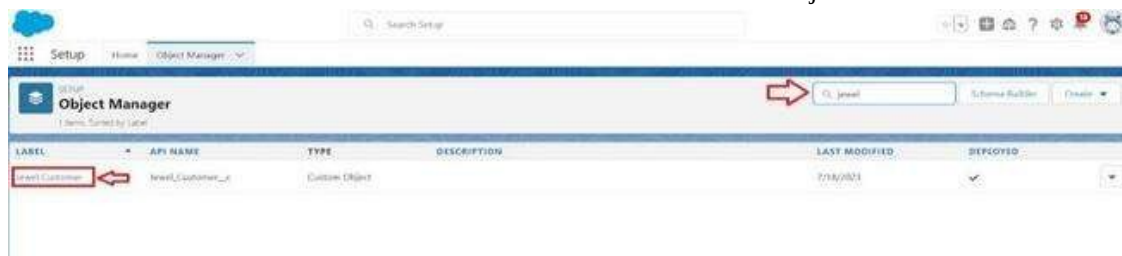 Search Setup
Setup Home Object Manager
SETUP
Object Manager
1 Items, Sorted by Label
jewel
Schema Builder Create
LABEL API NAME TYPE DESCRIPTION LAST MODIFIED DEPLOYED
Jewel Customer Jewel_Customer__c Custom Object 7/18/2023